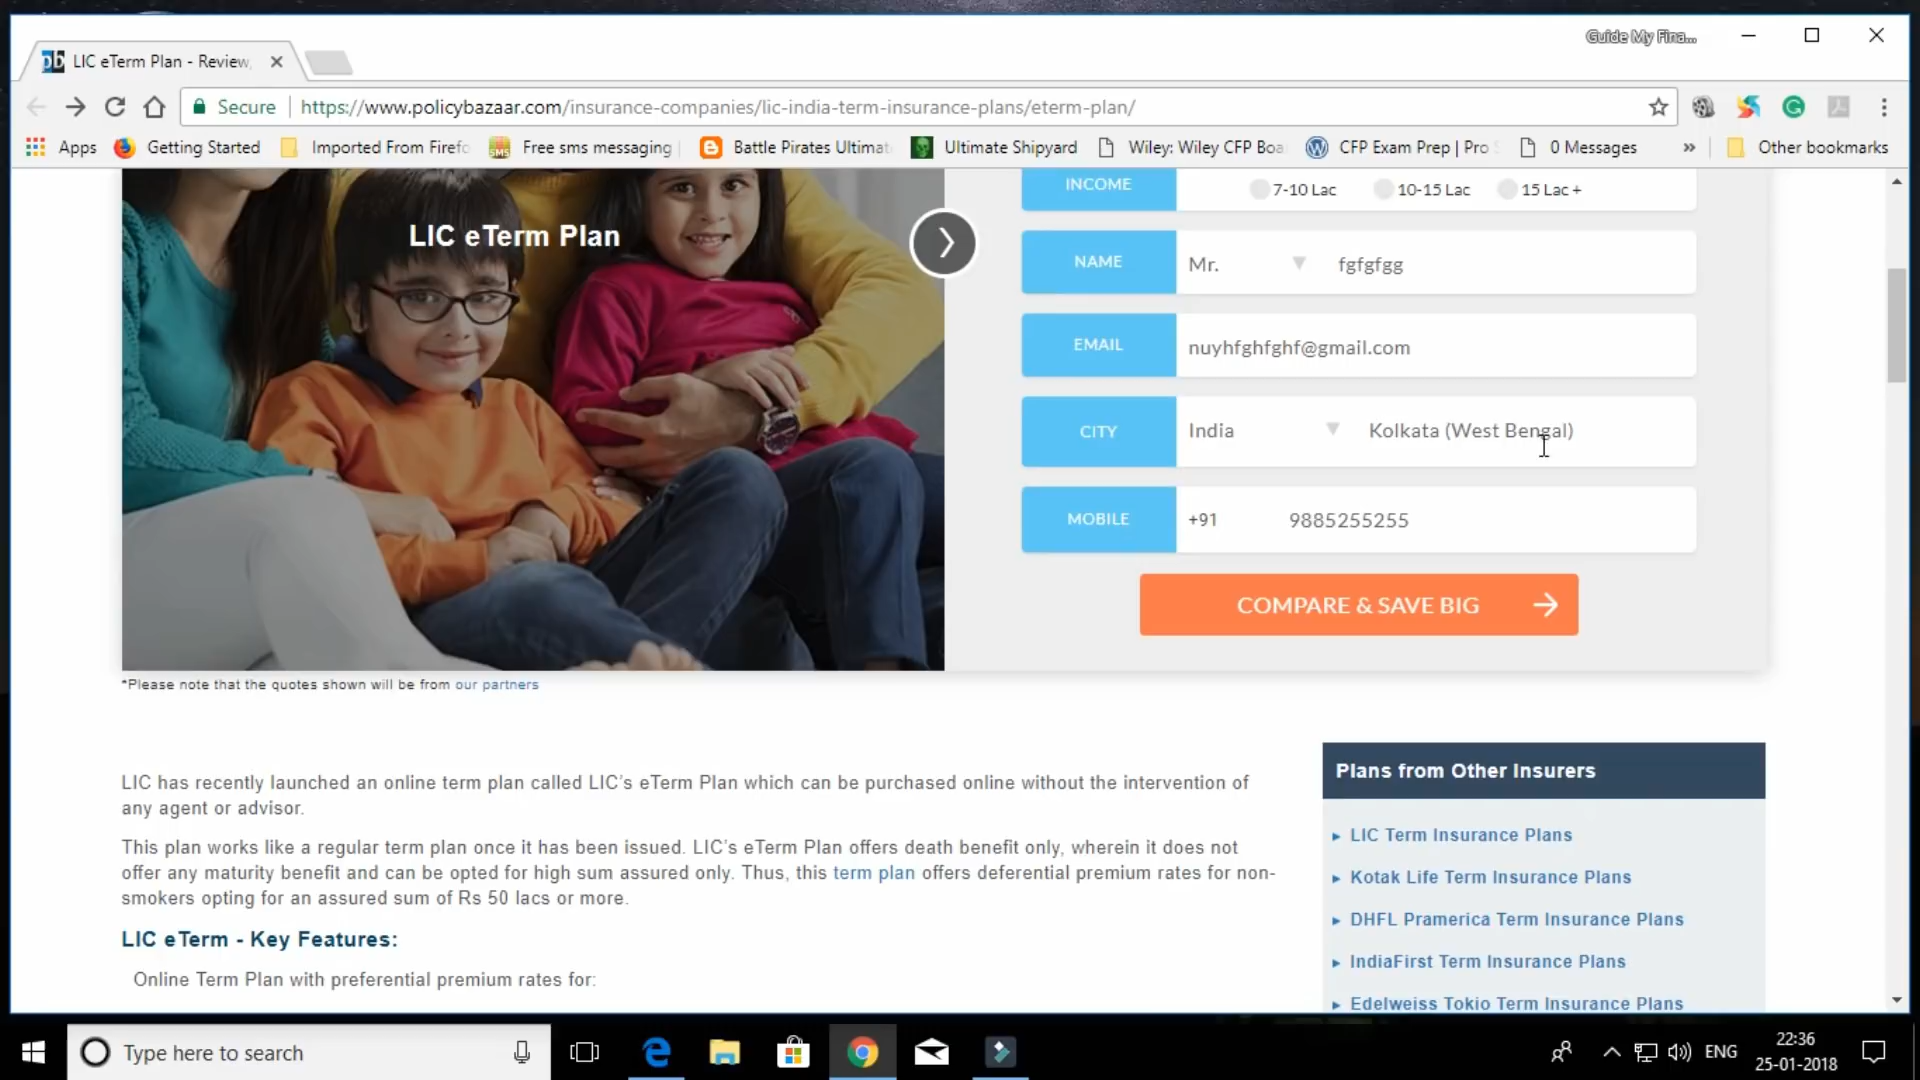 Guide My Fina...
LIC eTerm Plan - Review,
Secure https://www.policybazaar.com/insurance-companies/lic-india-term-insurance-plans/eterm-plan/
Apps Getting Started Imported From Firefo Free sms messaging Battle Pirates Ultimat Ultimate Shipyard Wiley: Wiley CFP Boa CFP Exam Prep | Pro S 0 Messages » Other bookmarks
LIC eTerm Plan
INCOME 7-10 Lac 10-15 Lac 15 Lac +
NAME Mr. fgfgfgg
EMAIL nuyhfghfghf@gmail.com
CITY India Kolkata (West Bengal)
MOBILE +91 9885255255
COMPARE & SAVE BIG
*Please note that the quotes shown will be from our partners
LIC has recently launched an online term plan called LIC's eTerm Plan which can be purchased online without the intervention of
any agent or advisor.
This plan works like a regular term plan once it has been issued. LIC's eTerm Plan offers death benefit only, wherein it does not
offer any maturity benefit and can be opted for high sum assured only. Thus, this term plan offers deferential premium rates for non-
smokers opting for an assured sum of Rs 50 lacs or more.
LIC eTerm - Key Features:
Online Term Plan with preferential premium rates for:
Plans from Other Insurers
LIC Term Insurance Plans
Kotak Life Term Insurance Plans
DHFL Pramerica Term Insurance Plans
IndiaFirst Term Insurance Plans
Edelweiss Tokio Term Insurance Plans
Type here to search
ENG
22:36
25-01-2018